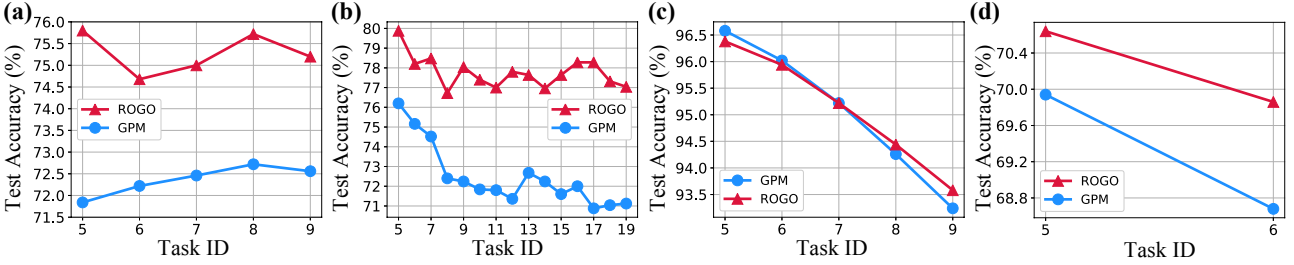 (a)
Test Accuracy (%)
76.0
75.5
75.0
74.5
74.0
73.5
73.0
72.5
72.0
71.5
ROGO
GPM
5 6 7 8 9
Task ID
(b)
Test Accuracy (%)
80
79
78
77
76
75
74
73
72
71
ROGO
GPM
5 7 9 11 13 15 17 19
Task ID
(c)
Test Accuracy (%)
96.5
96.0
95.5
95.0
94.5
94.0
93.5
GPM
ROGO
5 6 7 8 9
Task ID
(d)
Test Accuracy (%)
70.4
70.0
69.6
69.2
68.8
ROGO
GPM
5 6
Task ID